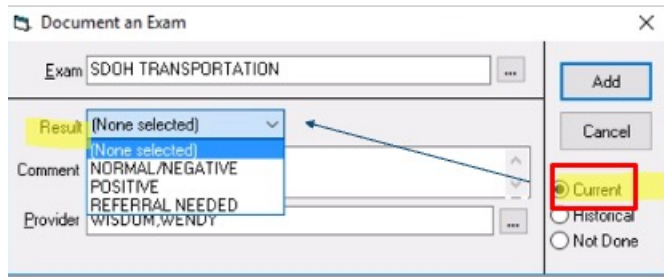 Document an Exam
Exam SDOH TRANSPORTATION ... Add
Result (None selected) Cancel
(None selected)
Comment NORMAL/NEGATIVE
POSITIVE Current
REFERRAL NEEDED Historical
Provider WISDOM,WENDY ... Not Done